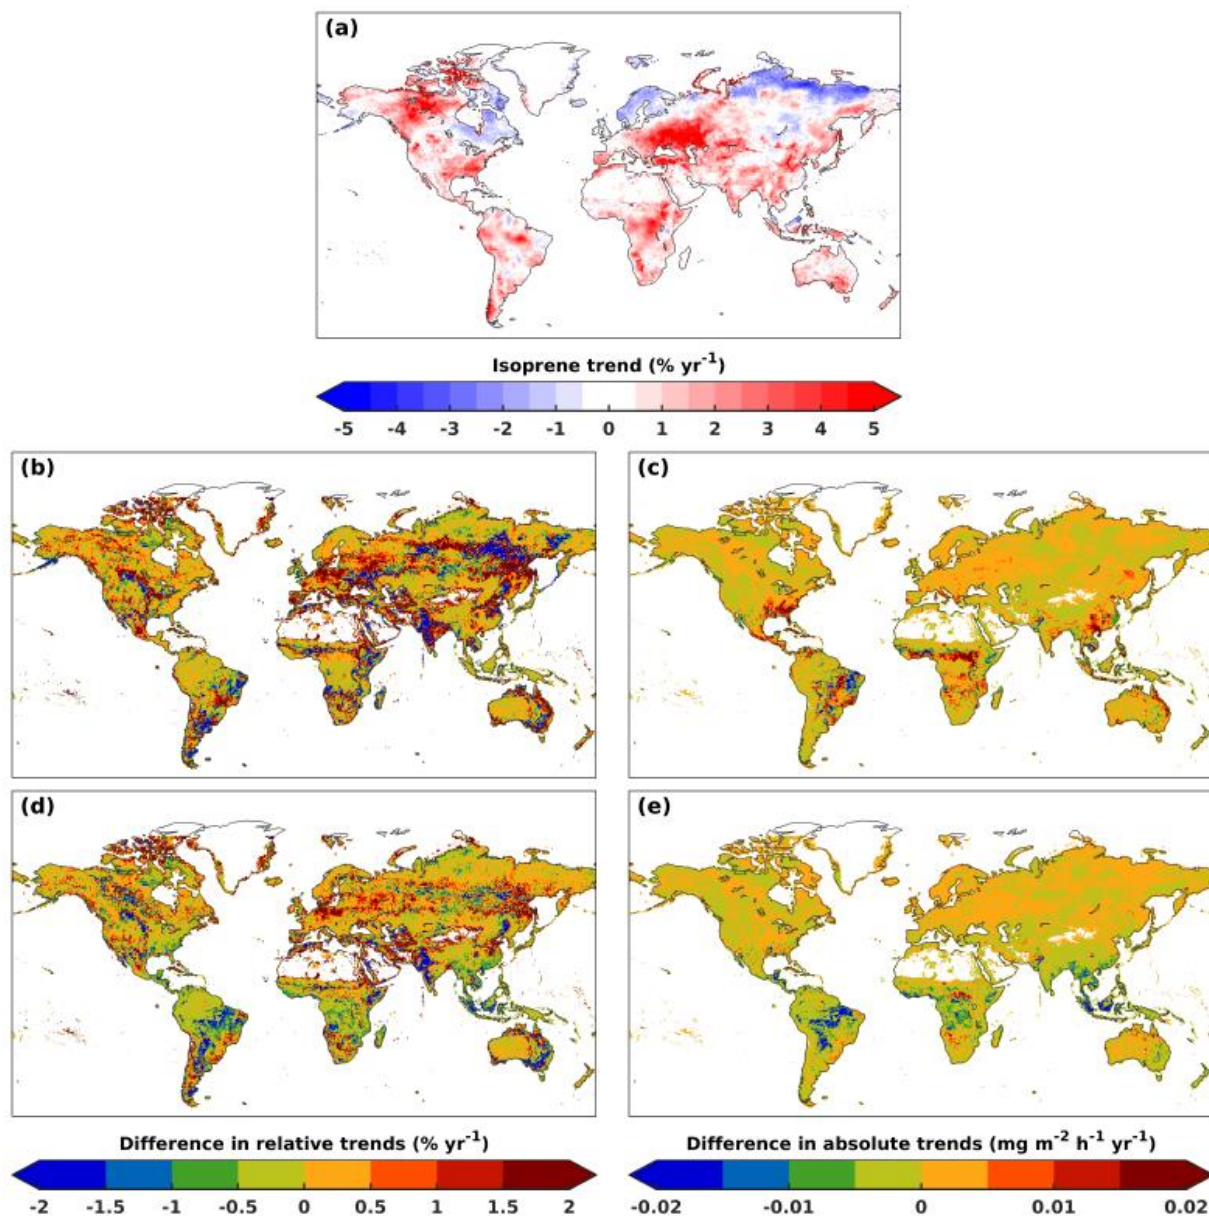 (a)
Isoprene trend (% yr⁻¹)
-5 -4 -3 -2 -1 0 1 2 3 4 5
(b)
(c)
(d)
(e)
Difference in relative trends (% yr⁻¹)
-2 -1.5 -1 -0.5 0 0.5 1 1.5 2
Difference in absolute trends (mg m⁻² h⁻¹ yr⁻¹)
-0.02 -0.01 0 0.01 0.02